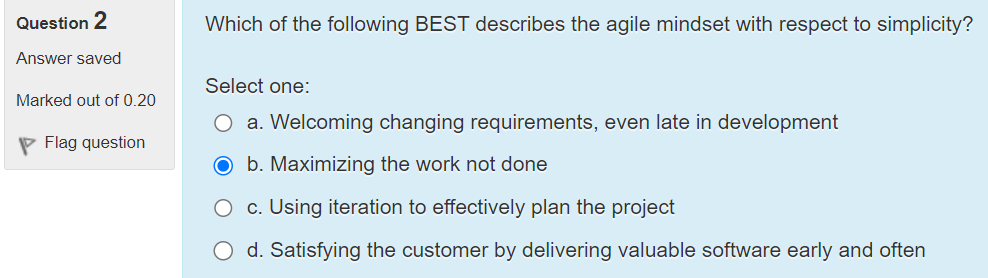 Question 2
Answer saved
Marked out of 0.20
Flag question
Which of the following BEST describes the agile mindset with respect to simplicity?
Select one:
a. Welcoming changing requirements, even late in development
b. Maximizing the work not done
c. Using iteration to effectively plan the project
d. Satisfying the customer by delivering valuable software early and often